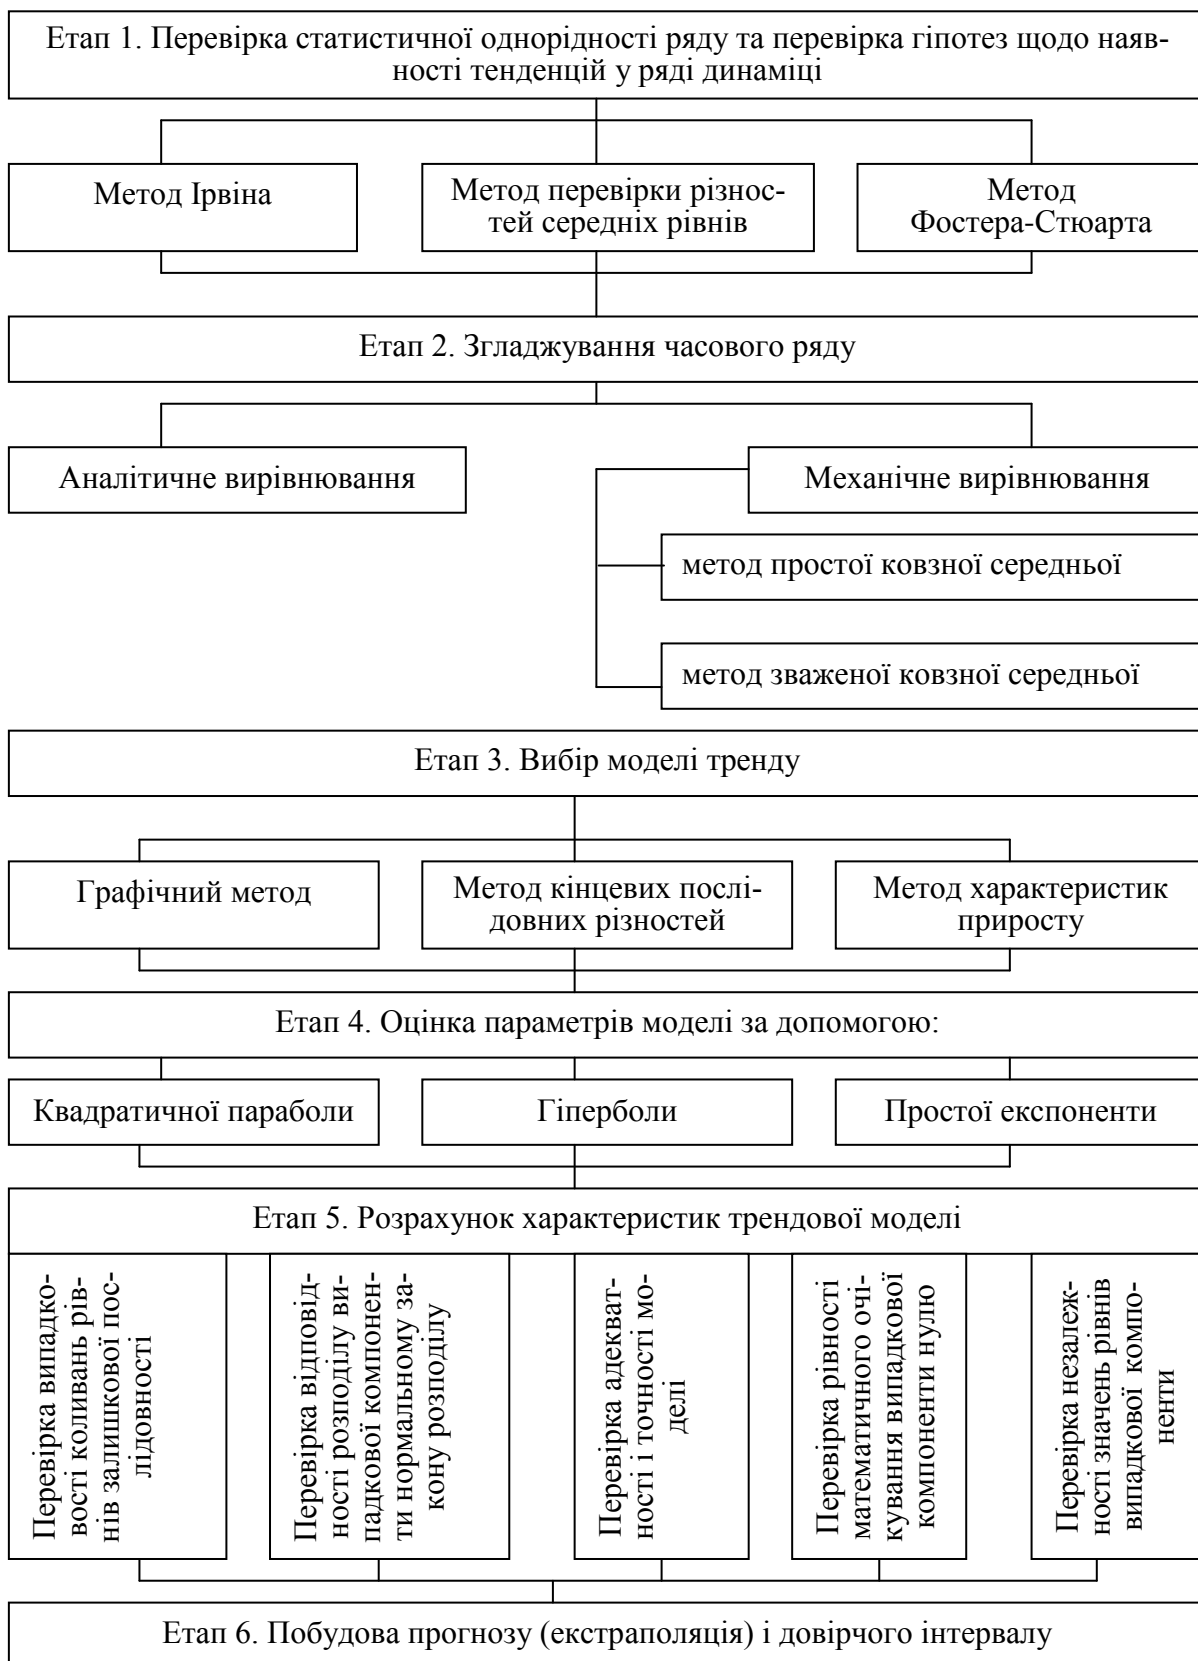 Етап 1. Перевірка статистичної однорідності ряду та перевірка гіпотез щодо наяв-
ності тенденцій у ряді динаміці
Метод Ірвіна
Метод перевірки різнос-
тей середніх рівнів
Метод
Фостера-Стюарта
Етап 2. Згладжування часового ряду
Аналітичне вирівнювання
Механічне вирівнювання
метод простої ковзної середньої
метод зваженої ковзної середньої
Етап 3. Вибір моделі тренду
Графічний метод
Метод кінцевих послі-
довних різностей
Метод характеристик
приросту
Етап 4. Оцінка параметрів моделі за допомогою:
Квадратичної параболи
Гіперболи
Простої експоненти
Етап 5. Розрахунок характеристик трендової моделі
Перевірка випадко-
вості коливань рів-
нів залишкової пос-
лідовності
Перевірка відповід-
ності розподілу ви-
падкової компонен-
ти нормальному за-
кону розподілу
Перевірка адекват-
ності і точності мо-
делі
Перевірка рівності
математичного очі-
кування випадкової
компоненти нулю
Перевірка незалеж-
ності значень рівнів
випадкової компо-
ненти
Етап 6. Побудова прогнозу (екстраполяція) і довірчого інтервалу